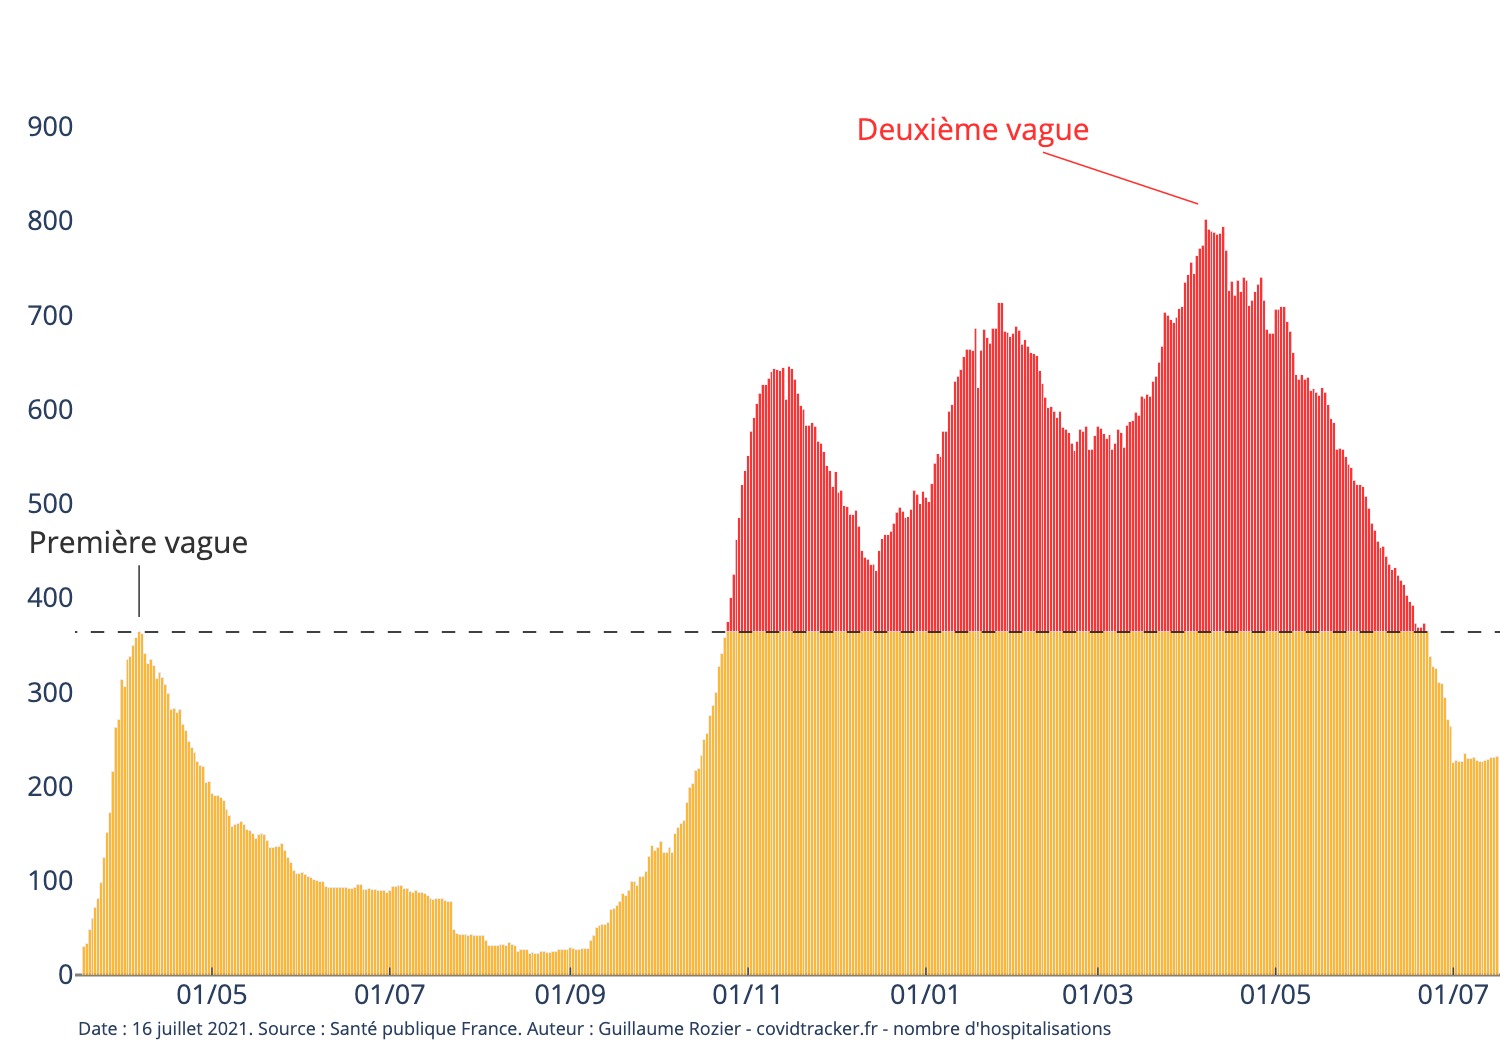 900
Deuxième vague
800
700
600
500
Première vague
400
300
200
100
0
01/05 01/07 01/09 01/11 01/01 01/03 01/05 01/07
Date : 16 juillet 2021. Source : Santé publique France. Auteur : Guillaume Rozier - covidtracker.fr - nombre d'hospitalisations